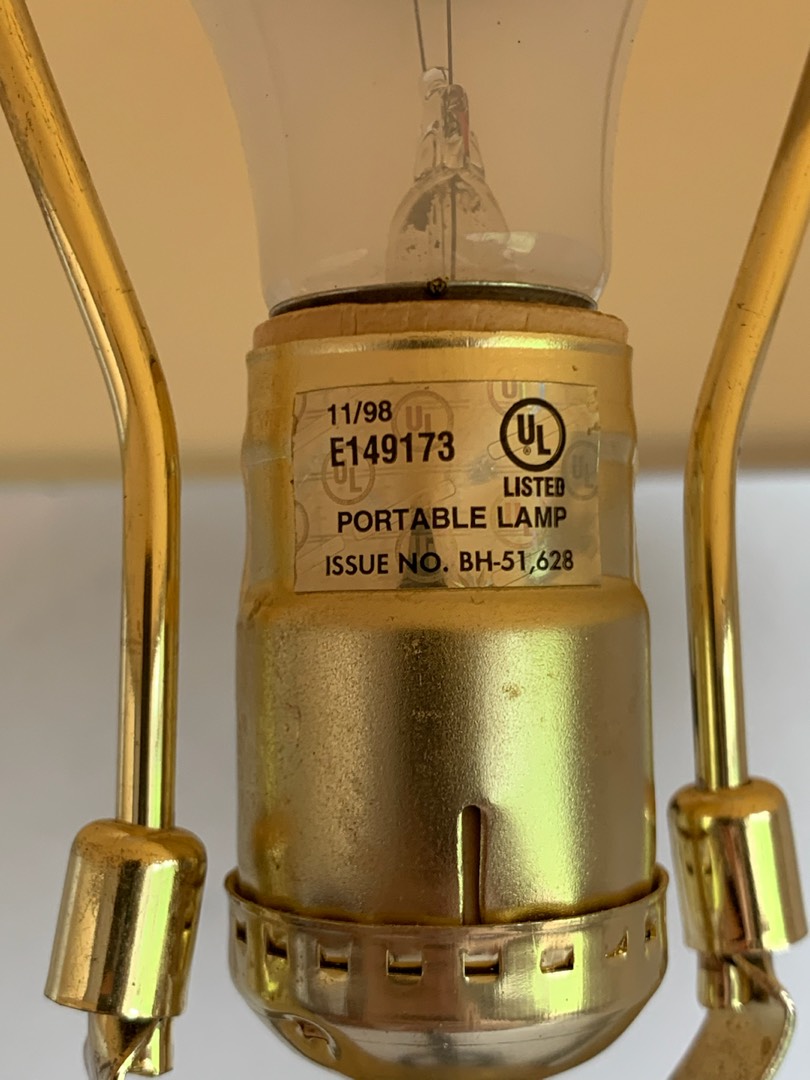 11/98
E149173
UL
®
LISTED
PORTABLE LAMP
ISSUE NO. BH-51,628